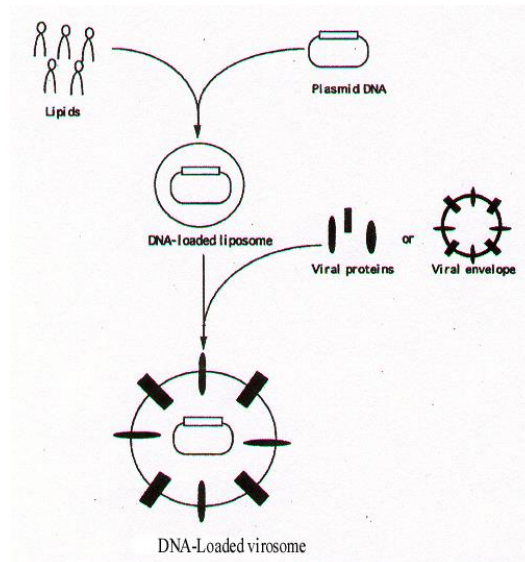 Lipids
Plasmid DNA
DNA-loaded liposome
Viral proteins
or
Viral envelope
DNA-Loaded virosome